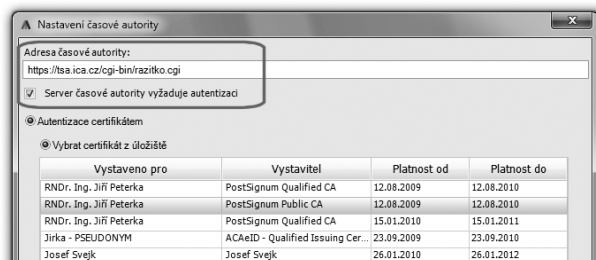 Nastavení časové autority
Adresa časové autority:
https://tsa.ica.cz/cgi-bin/razitko.cgi
Server časové autority vyžaduje autentizaci
Autentizace certifikátem
Vybrat certifikát z úložiště
Vystaveno pro Vystavitel Platnost od Platnost do
RNDr. Ing. Jiří Peterka PostSignum Qualified CA 12.08.2009 12.08.2010
RNDr. Ing. Jiří Peterka PostSignum Public CA 12.08.2009 12.08.2010
RNDr. Ing. Jiří Peterka PostSignum Qualified CA 15.01.2010 15.01.2011
Jirka - PSEUDONYM ACAeID - Qualified Issuing Cer... 23.09.2009 23.09.2010
Josef Svejk Josef Svejk 26.01.2010 26.01.2012